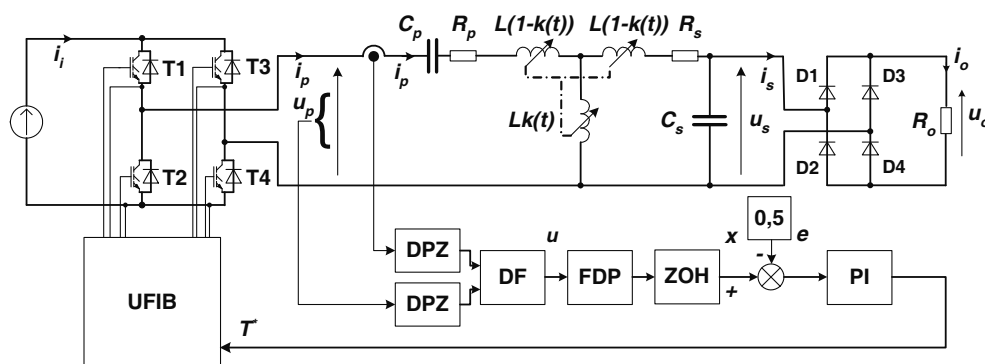 C_p R_p L(1-k(t)) L(1-k(t)) R_s
i_i T1 T3 i_p i_p i_s D1 D3 i_o
u_p { Lk(t) C_s u_s R_o u_o
T2 T4 D2 D4
0,5
DPZ u x - e
UFIB DF FDP ZOH + PI
DPZ
T*